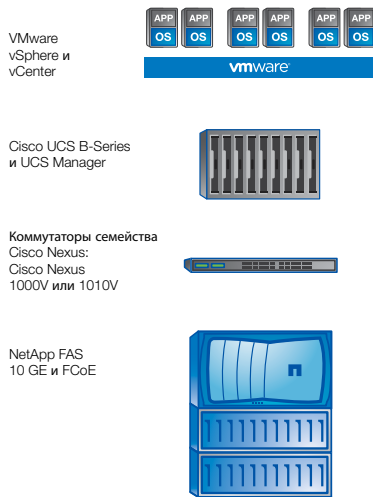 APP APP APP APP APP APP
OS OS OS OS OS OS
VMware
vSphere и
vCenter
vmware
Cisco UCS B-Series
и UCS Manager
Коммутаторы семейства
Cisco Nexus:
Cisco Nexus
1000V или 1010V
NetApp FAS
10 GE и FCoE